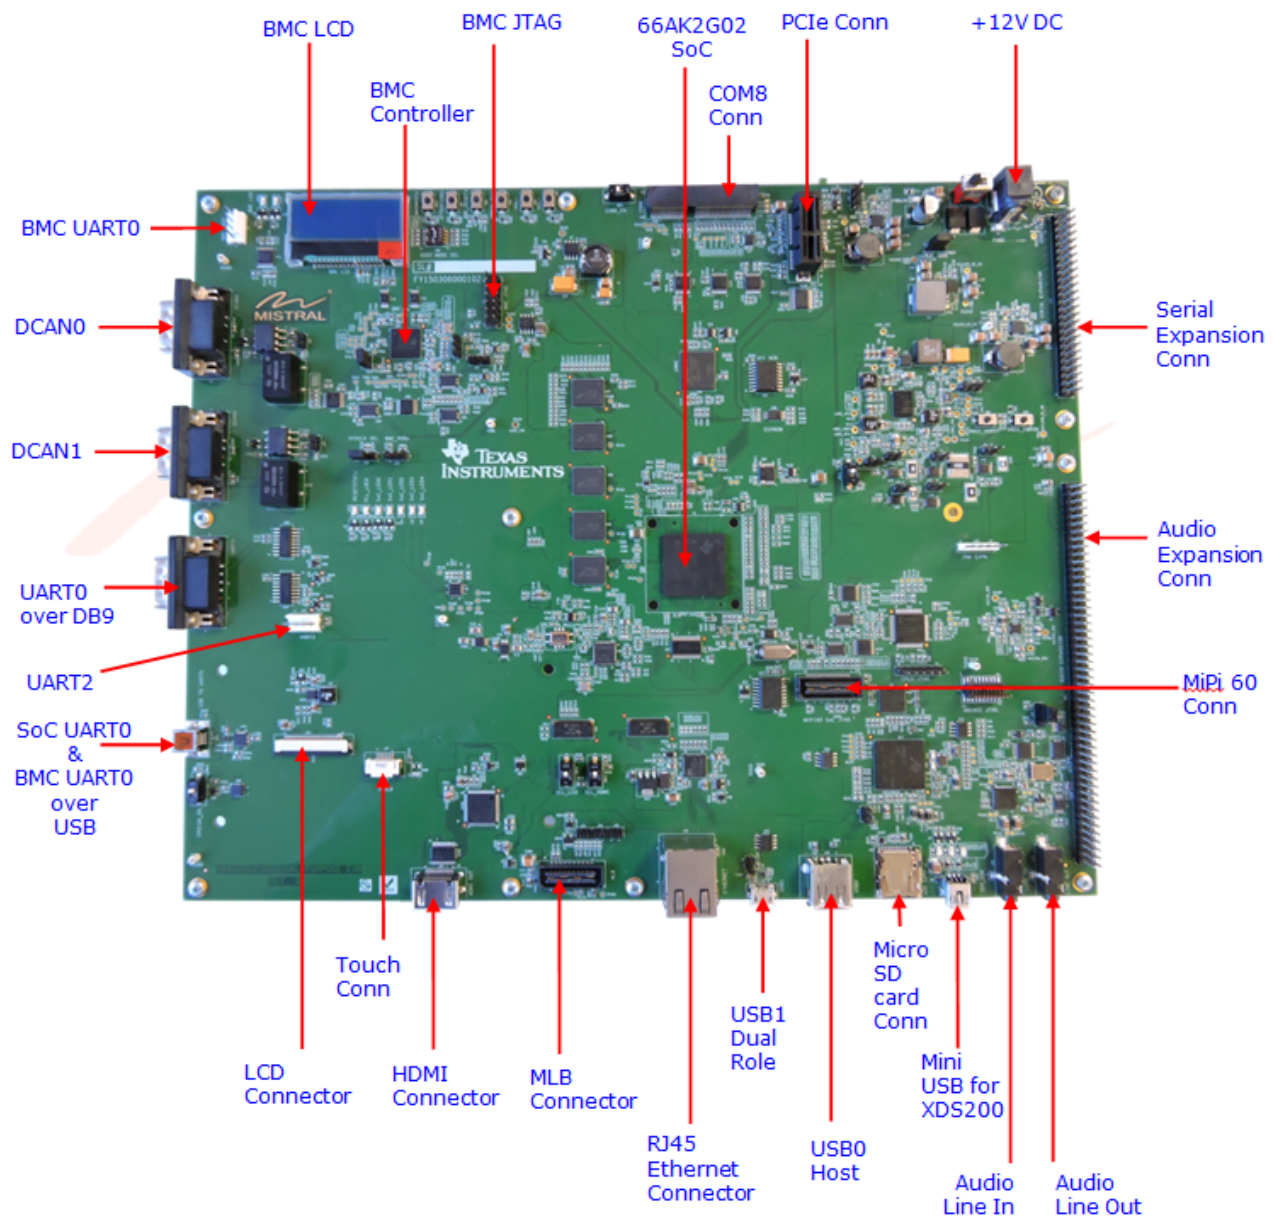 BMC LCD
BMC JTAG
66AK2G02
SoC
PCIe Conn
+12V DC
BMC
Controller
COM8
Conn
BMC UART0
SL#
FY150306000102
MISTRAL
DCAN0
Serial
Expansion
Conn
DCAN1
TEXAS
INSTRUMENTS
Audio
Expansion
Conn
UART0
over DB9
UART2
MiPi 60
Conn
SoC UART0
&
BMC UART0
over
USB
Touch
Conn
Micro
SD
card
Conn
USB1
Dual
Role
LCD
Connector
HDMI
Connector
MLB
Connector
Mini
USB for
XDS200
RJ45
Ethernet
Connector
USB0
Host
Audio
Line In
Audio
Line Out